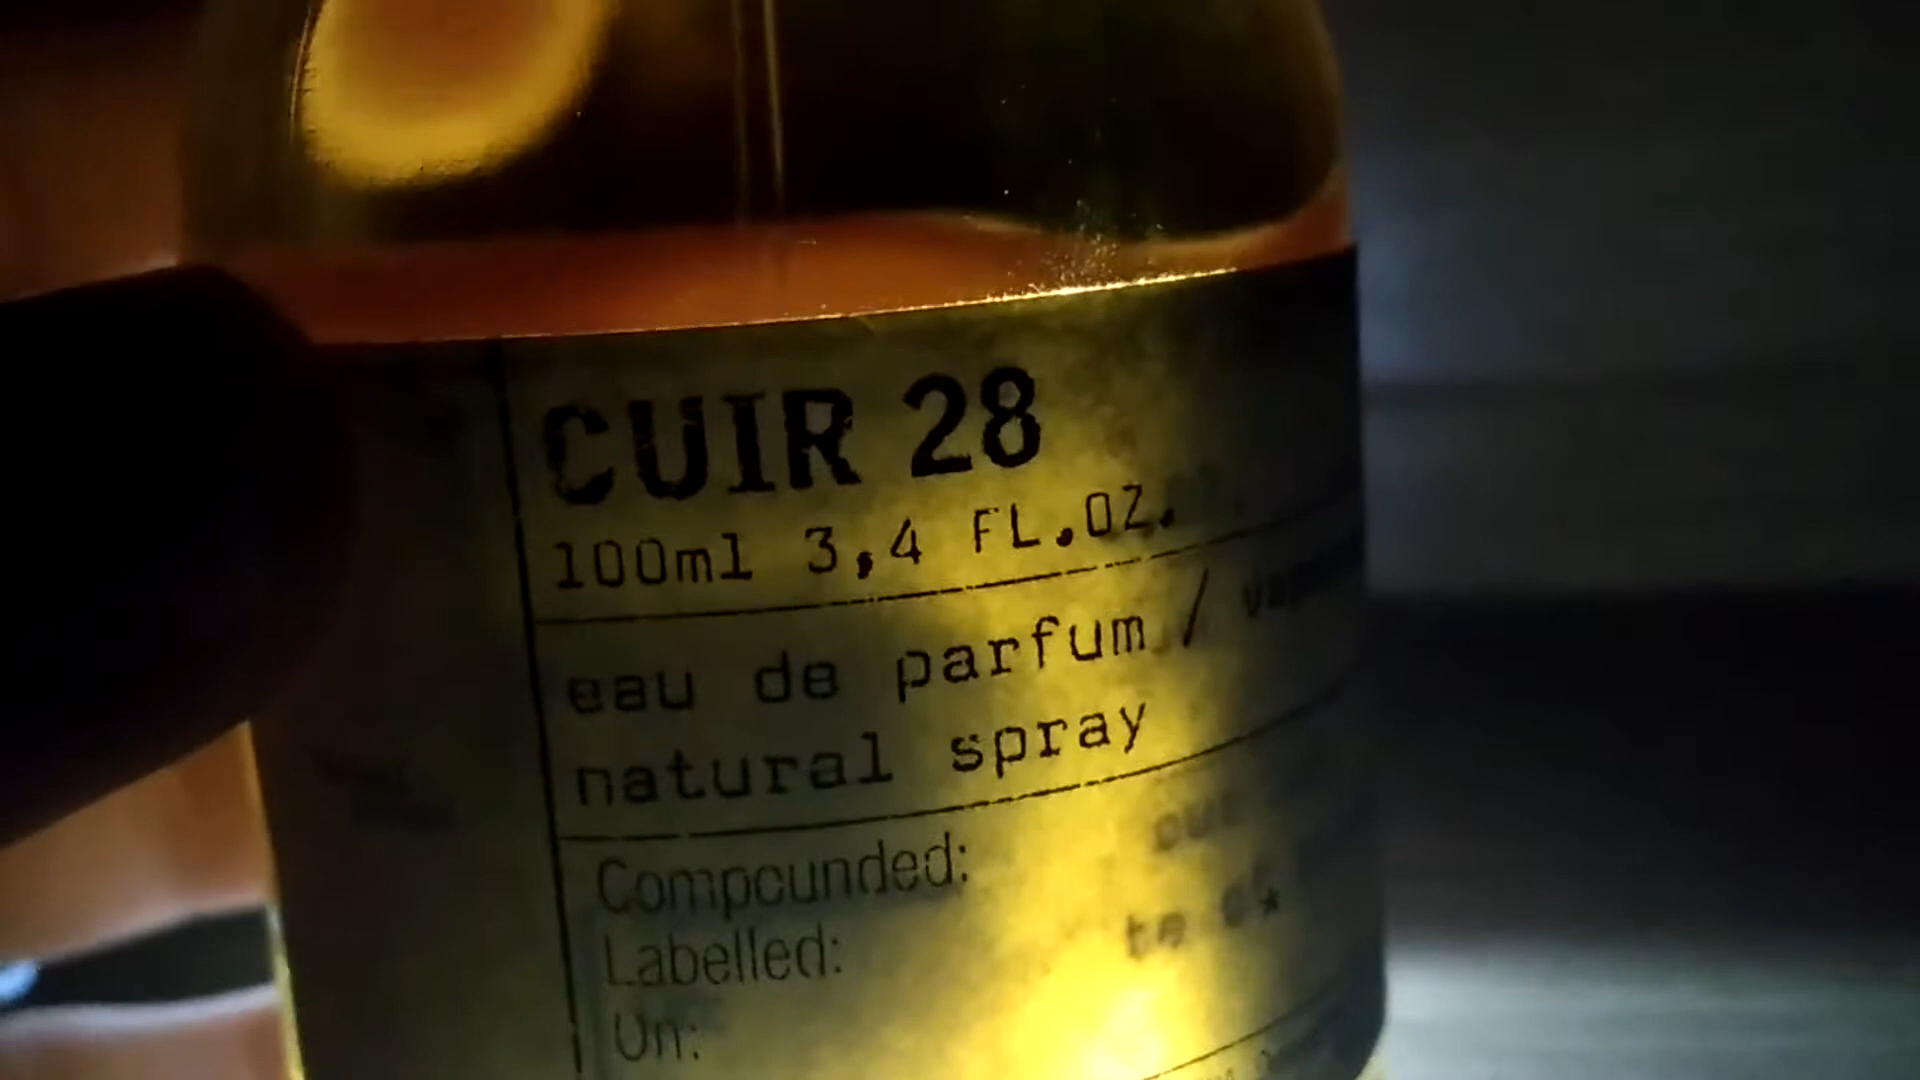 CUIR 28
100ml 3,4 FL.OZ.
eau de parfum /
natural spray
Compounded:
Labelled:
On: